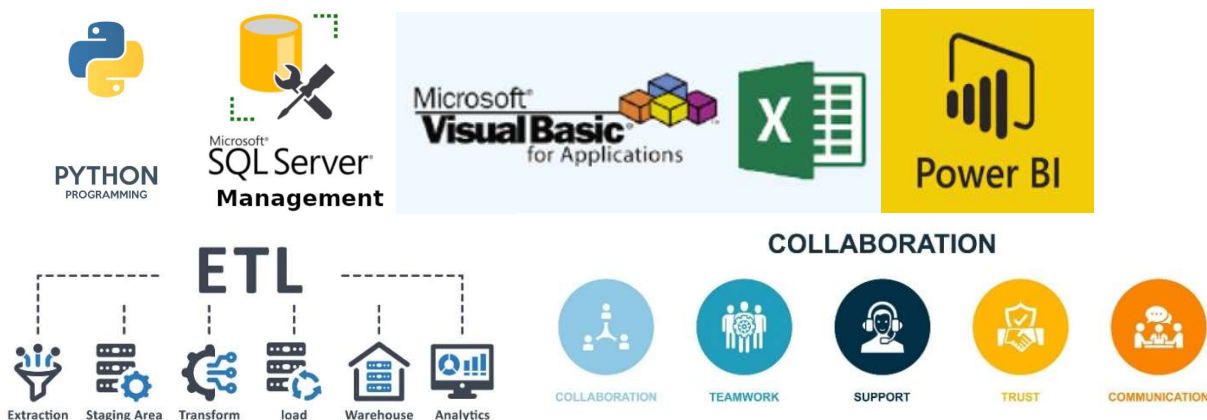 PYTHON
PROGRAMMING
Microsoft®
SQL Server®
Management
Microsoft®
Visual Basic®
for Applications
™
X
Power BI
ETL
Extraction
Staging Area
Transform
load
Warehouse
Analytics
COLLABORATION
COLLABORATION
TEAMWORK
SUPPORT
TRUST
COMMUNICATION